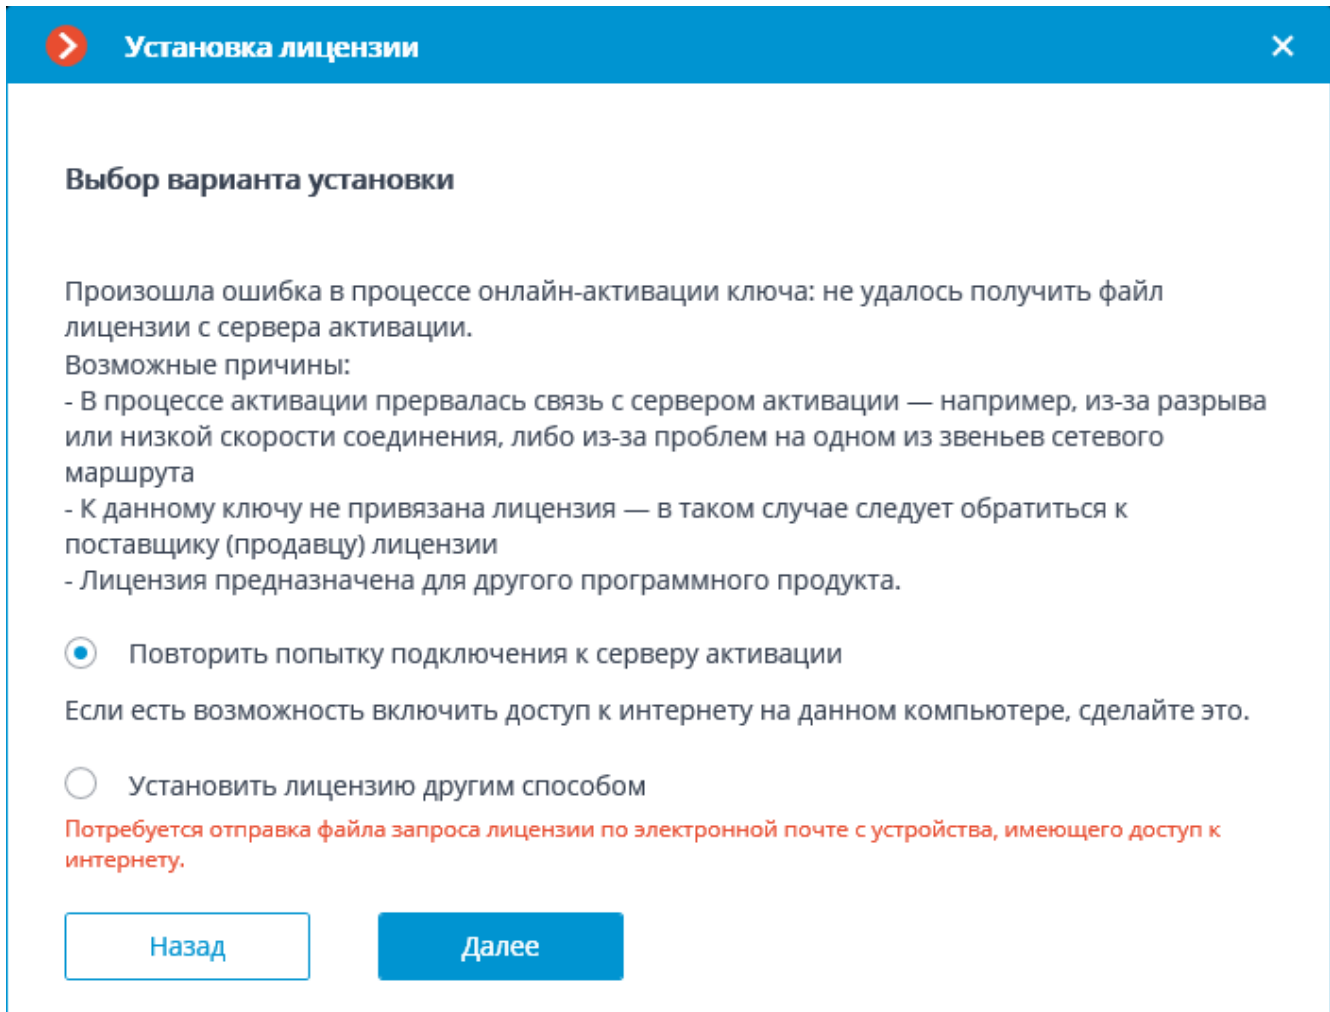 Установка лицензии
Выбор варианта установки
Произошла ошибка в процессе онлайн-активации ключа: не удалось получить файл
лицензии с сервера активации.
Возможные причины:
- В процессе активации прервалась связь с сервером активации — например, из-за разрыва
или низкой скорости соединения, либо из-за проблем на одном из звеньев сетевого
маршрута
- К данному ключу не привязана лицензия — в таком случае следует обратиться к
поставщику (продавцу) лицензии
- Лицензия предназначена для другого программного продукта.
Повторить попытку подключения к серверу активации
Если есть возможность включить доступ к интернету на данном компьютере, сделайте это.
Установить лицензию другим способом
Потребуется отправка файла запроса лицензии по электронной почте с устройства, имеющего доступ к
интернету.
Назад
Далее